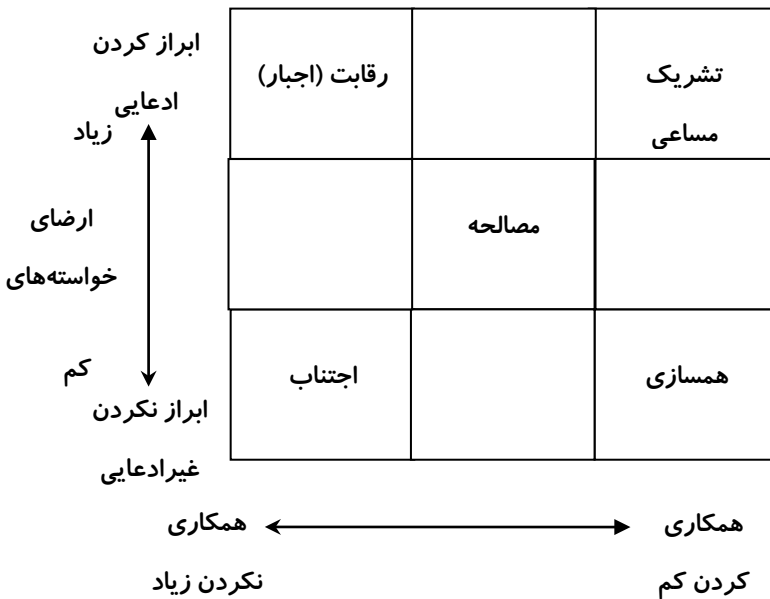 ابراز کردن
ادعایی
زیاد
ارضای
خواسته‌های
کم
ابراز نکردن
غیرادعایی
رقابت (اجبار)
تشریک
مساعی
مصالحه
اجتناب
همسازی
همکاری
نکردن زیاد
همکاری
کردن کم